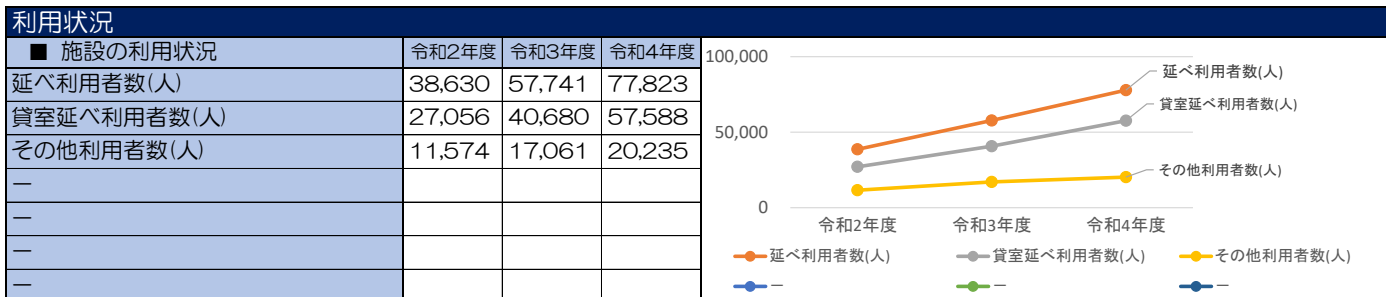 利用状況
■ 施設の利用状況 令和2年度 令和3年度 令和4年度
延べ利用者数(人) 38,630 57,741 77,823
貸室延べ利用者数(人) 27,056 40,680 57,588
その他利用者数(人) 11,574 17,061 20,235
ー
ー
ー
ー
100,000
50,000
0
延べ利用者数(人)
貸室延べ利用者数(人)
その他利用者数(人)
令和2年度 令和3年度 令和4年度
延べ利用者数(人) 貸室延べ利用者数(人) その他利用者数(人)
ー ー ー